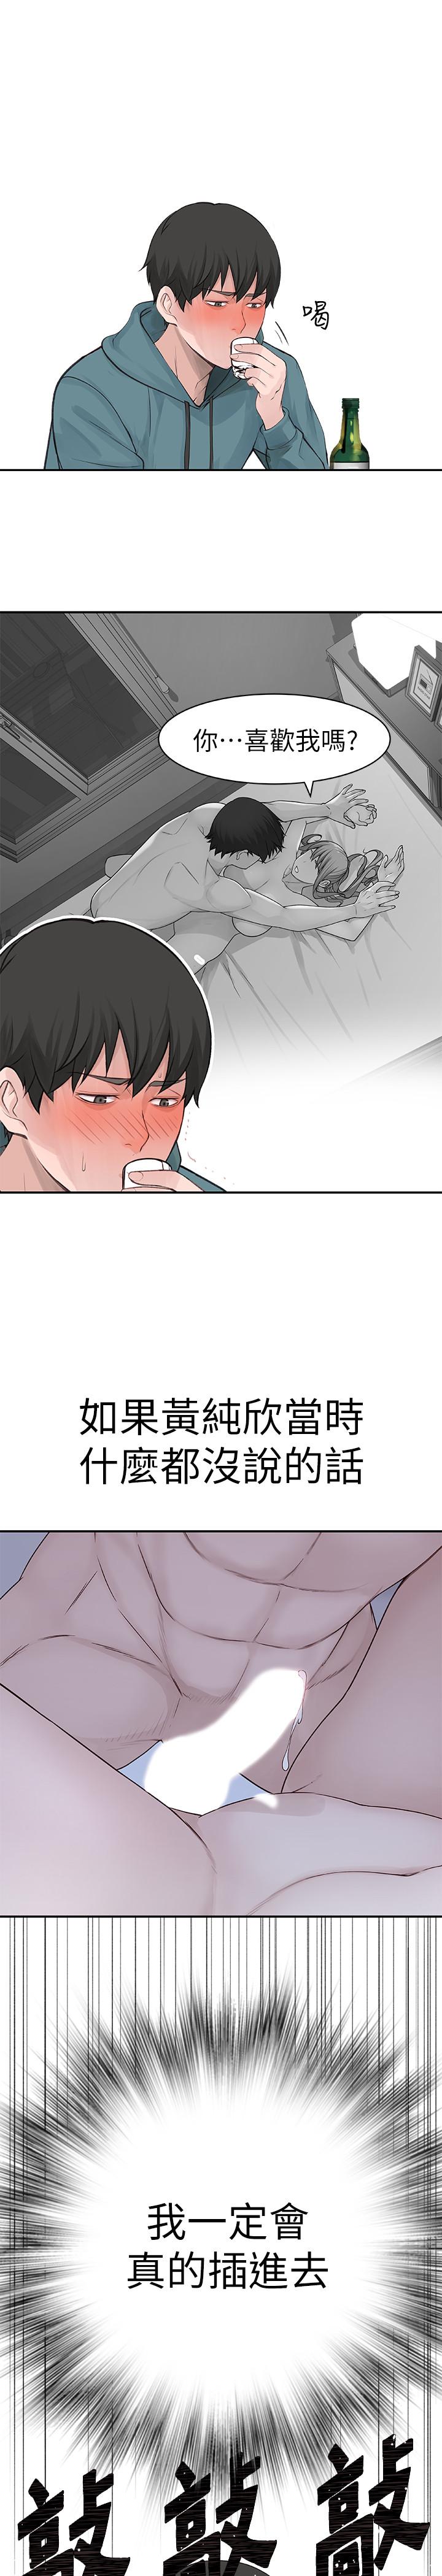 喝
你…喜歡我嗎?
如果黃純欣當時
什麼都沒說的話
我一定會
真的插進去
敲敲敲